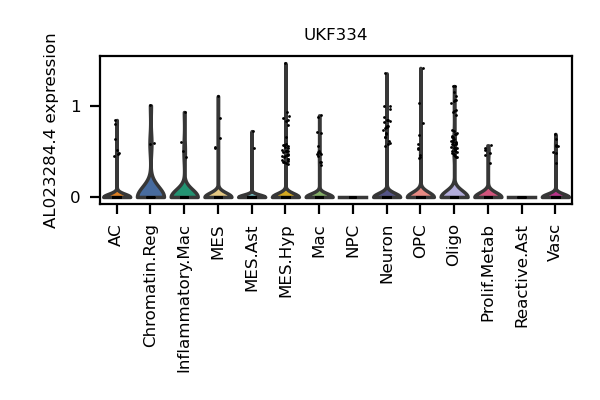 UKF334
AL023284.4 expression
1
0
AC
Chromatin.Reg
Inflammatory.Mac
MES
MES.Ast
MES.Hyp
Mac
NPC
Neuron
OPC
Oligo
Prolif.Metab
Reactive.Ast
Vasc